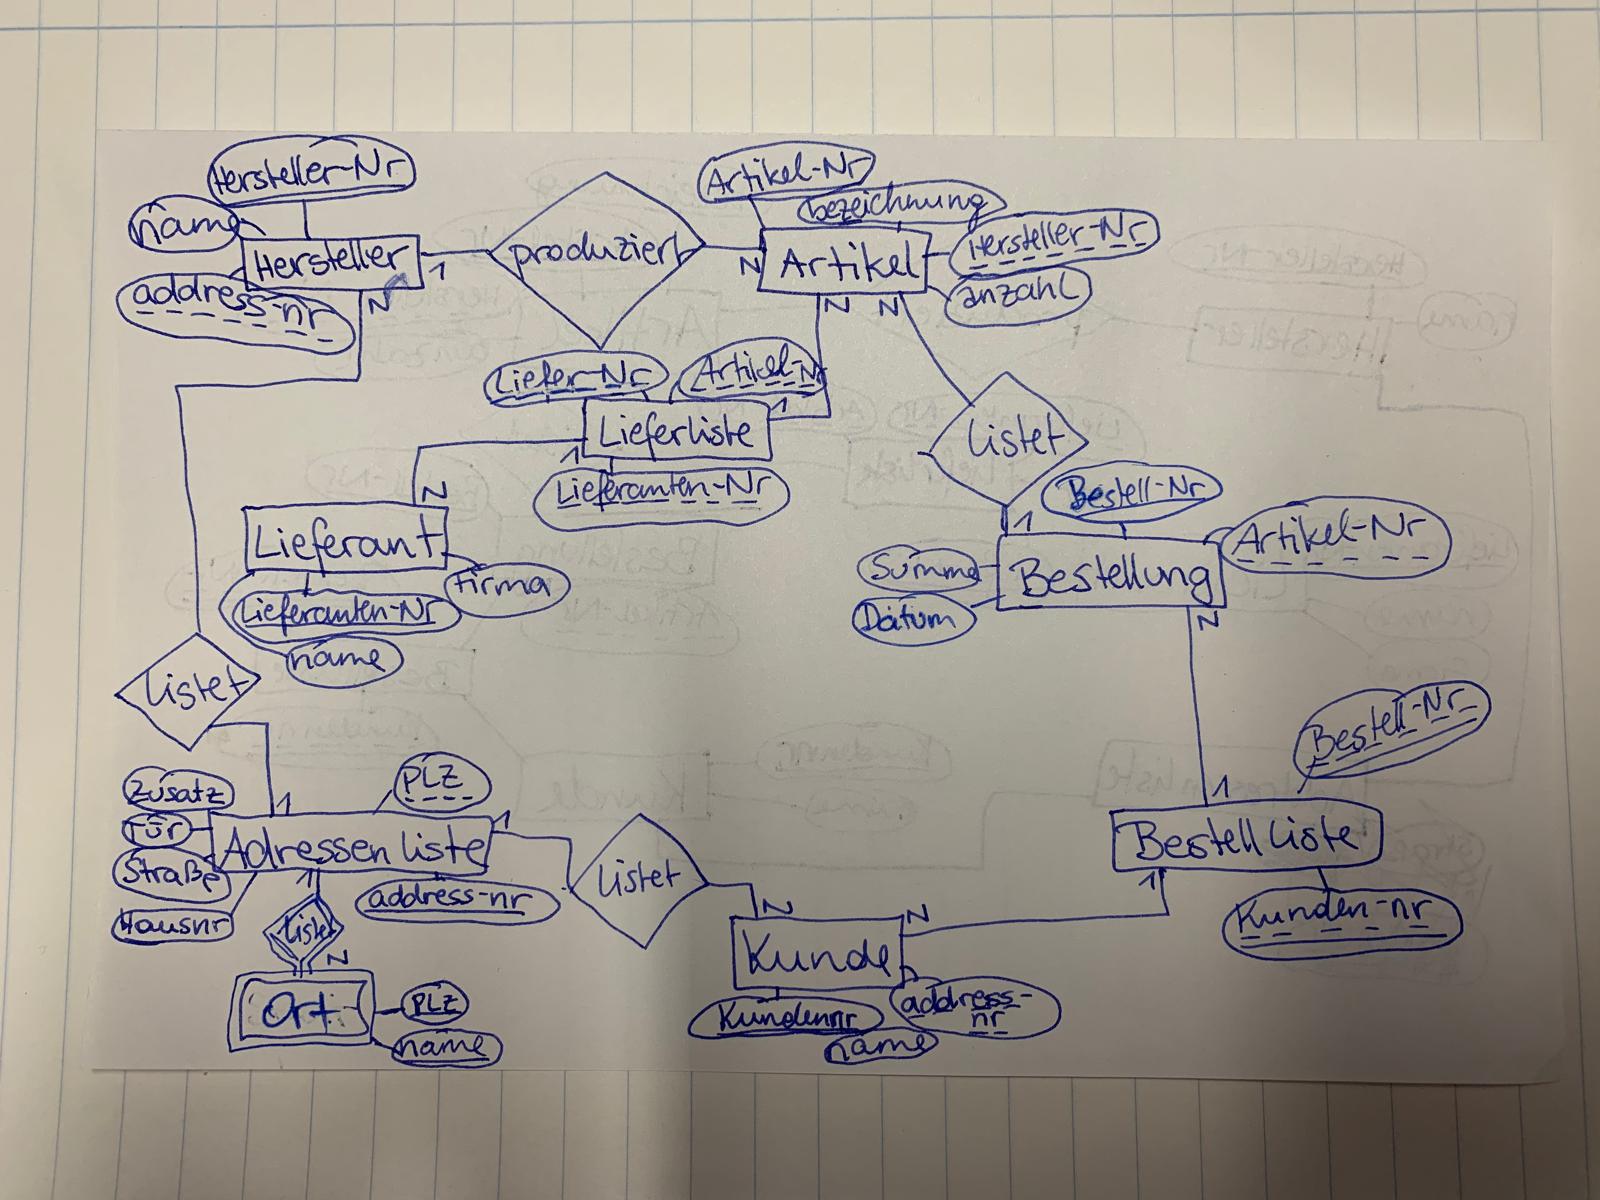 Hersteller-Nr
name
Hersteller
address-nr
1
N
produziert
Artikel-Nr
bezeichnung
Hersteller-Nr
N
Artikel
anzahl
N
N
Liefer-Nr
Artikel-Nr
1
Lieferliste
1
Lieferanten-Nr
N
Lieferant
Firma
Lieferanten-Nr
name
Listet
1
Bestell-Nr
Artikel-Nr
Summe
Bestellung
Datum
N
Listet
1
Zusatz
PLZ
Tür
Adressen liste
1
Straße
address-nr
Hausnr
1
Listet
N
Ort
PLZ
name
Listet
N
Kunde
N
Kundennr
address-
nr
name
Bestell-Nr
1
Bestell liste
1
Kunden-nr